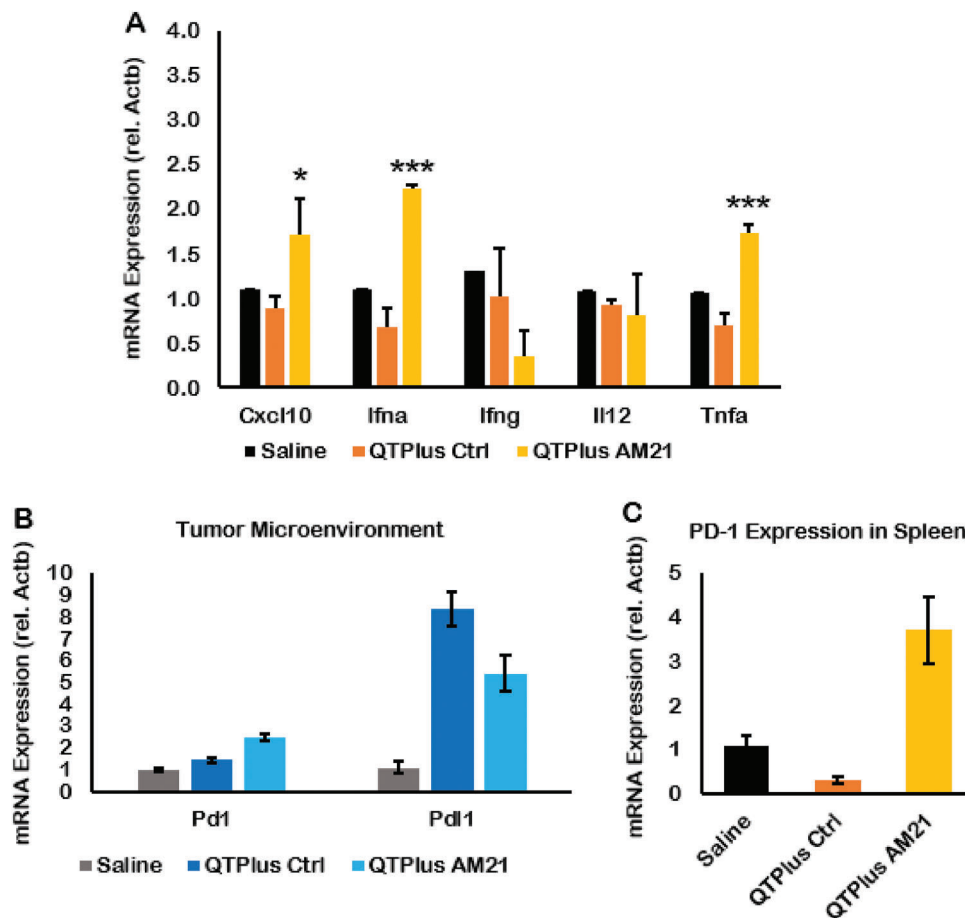 A
mRNA Expression (rel. Actb)
4.0
3.5
3.0
2.5
2.0
1.5
1.0
0.5
0.0
*
***
***
Cxcl10 Ifna Ifng Il12 Tnfa
Saline QTPlus Ctrl QTPlus AM21
B
Tumor Microenvironment
mRNA Expression (rel. Actb)
10
9
8
7
6
5
4
3
2
1
0
Pd1 Pdl1
Saline QTPlus Ctrl QTPlus AM21
C
PD-1 Expression in Spleen
mRNA Expression (rel. Actb)
5
4
3
2
1
0
Saline
QTPlus Ctrl
QTPlus AM21